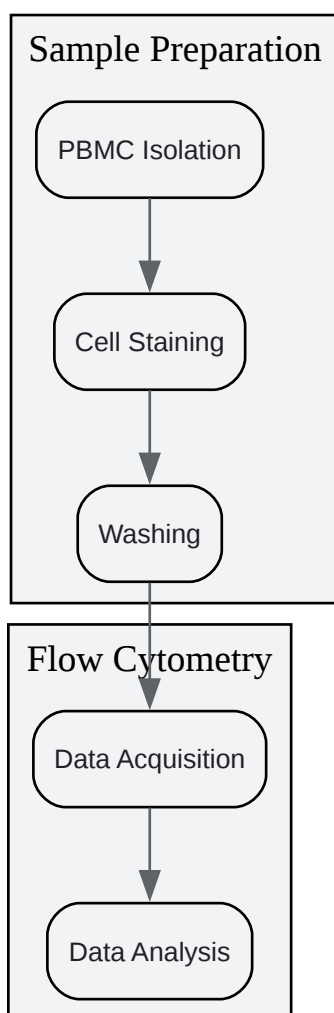 Sample Preparation
PBMC Isolation
Cell Staining
Washing
Flow Cytometry
Data Acquisition
Data Analysis